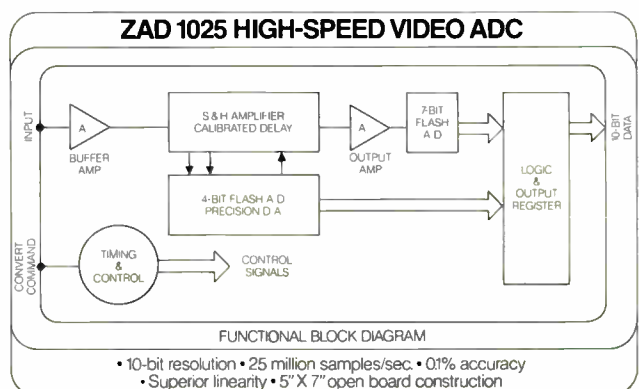 ZAD 1025 HIGH-SPEED VIDEO ADC
INPUT
A
BUFFER
AMP
S & H AMPLIFIER
CALIBRATED DELAY
A
OUTPUT
AMP
7-BIT
FLASH
A D
10-BIT
DATA
4-BIT FLASH A D
PRECISION D A
LOGIC
&
OUTPUT
REGISTER
CONVERT
COMMAND
TIMING
&
CONTROL
CONTROL
SIGNALS
FUNCTIONAL BLOCK DIAGRAM
• 10-bit resolution • 25 million samples/sec. • 0.1% accuracy
• Superior linearity • 5" X 7" open board construction